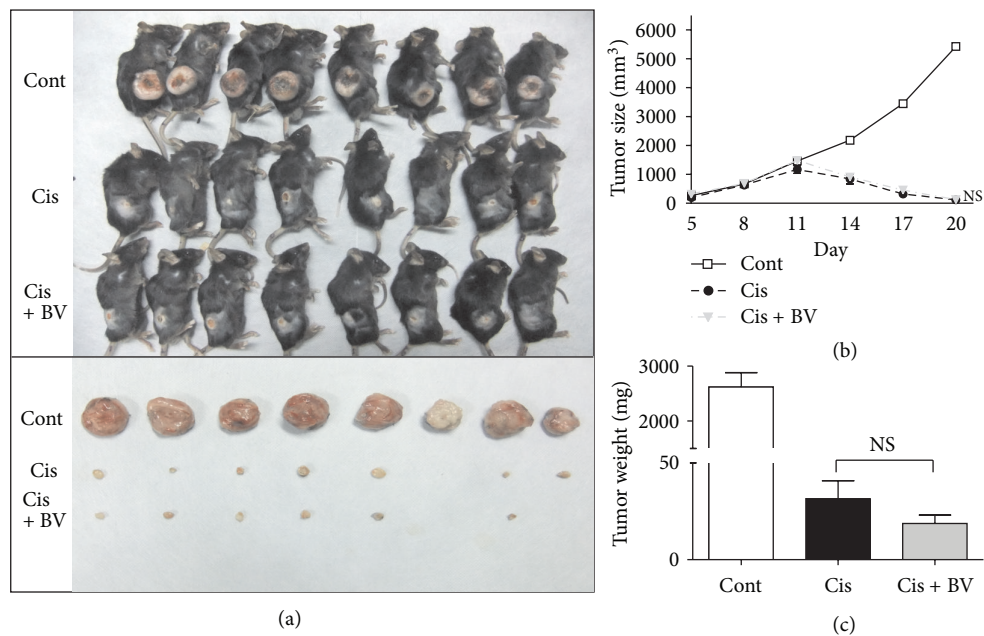 Cont
Cis
Cis
+ BV
Cont
Cis
Cis
+ BV
(a)
Tumor size (mm³)
6000
5000
4000
3000
2000
1000
0
NS
5 8 11 14 17 20
Day
Cont
Cis
Cis + BV
(b)
Tumor weight (mg)
3000
2000
50
0
NS
Cont Cis Cis + BV
(c)